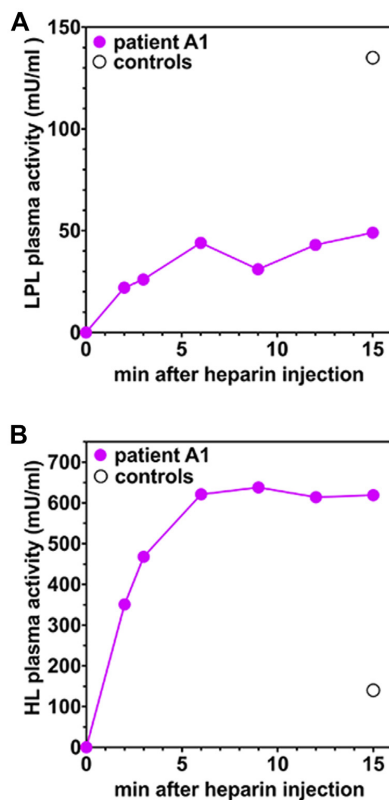 A
150
patient A1
controls
100
50
0
LPL plasma activity (mU/ml)
0 5 10 15
min after heparin injection
B
patient A1
controls
700
600
500
400
300
200
100
0
HL plasma activity (mU/ml)
0 5 10 15
min after heparin injection